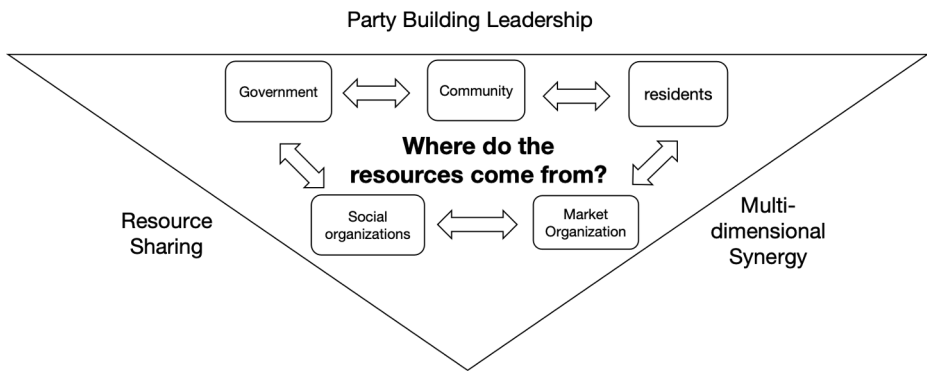 Party Building Leadership
Government
Community
residents
Where do the
resources come from?
Social
organizations
Market
Organization
Resource
Sharing
Multi-
dimensional
Synergy